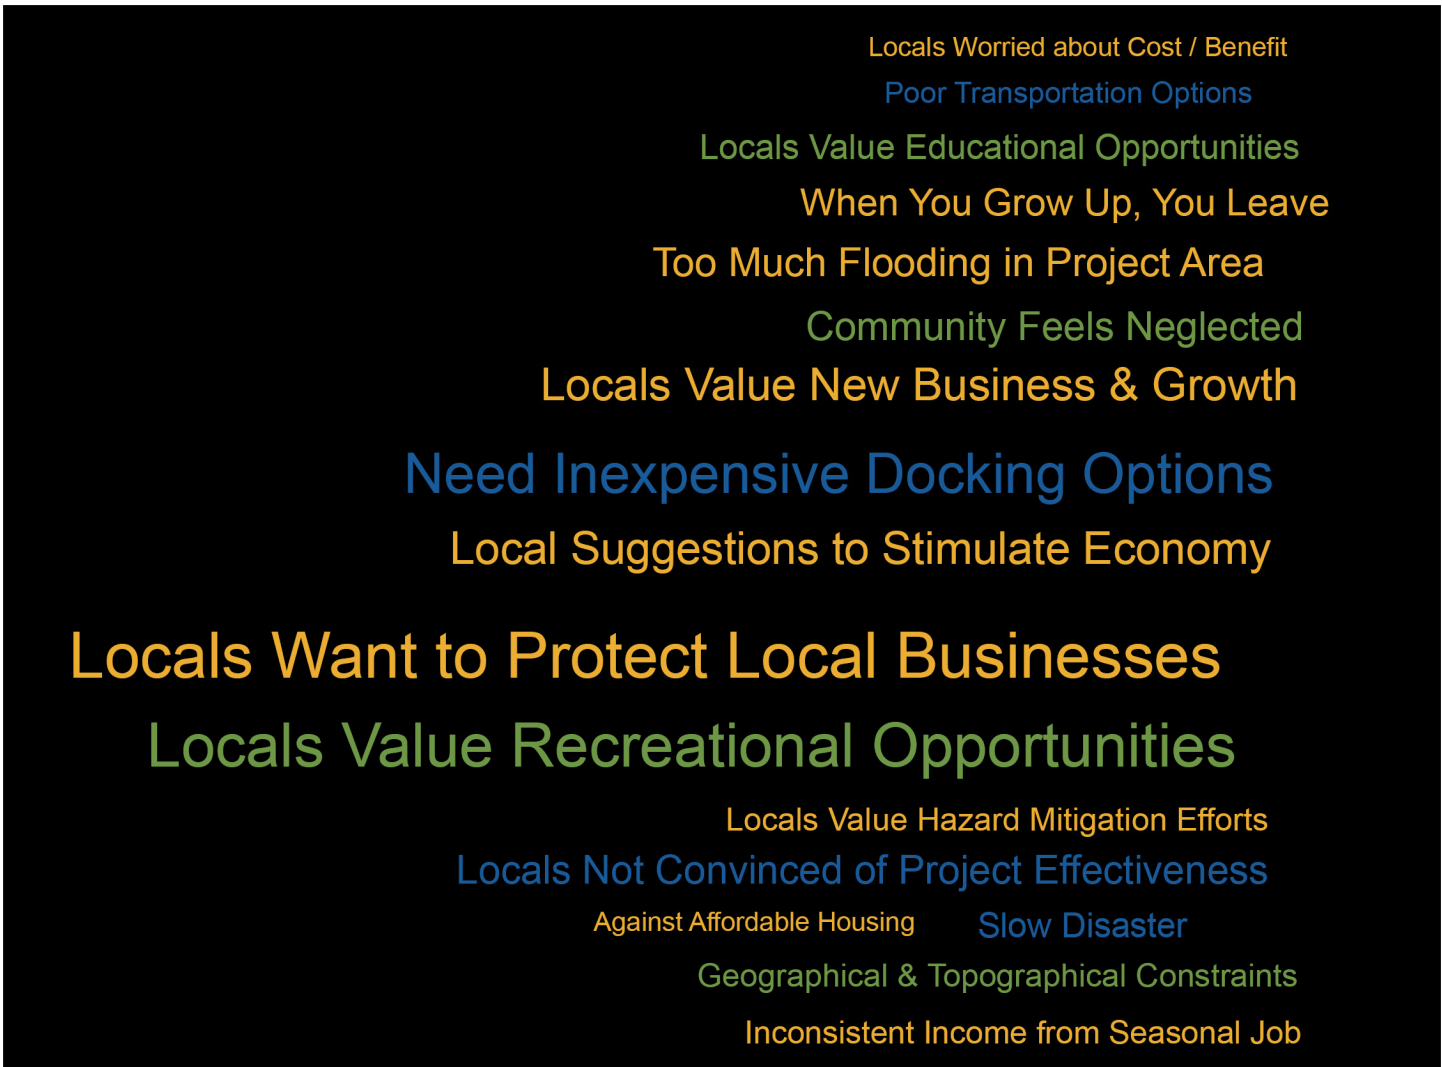 Locals Worried about Cost / Benefit
Poor Transportation Options
Locals Value Educational Opportunities
When You Grow Up, You Leave
Too Much Flooding in Project Area
Community Feels Neglected
Locals Value New Business & Growth
Need Inexpensive Docking Options
Local Suggestions to Stimulate Economy
Locals Want to Protect Local Businesses
Locals Value Recreational Opportunities
Locals Value Hazard Mitigation Efforts
Locals Not Convinced of Project Effectiveness
Against Affordable Housing Slow Disaster
Geographical & Topographical Constraints
Inconsistent Income from Seasonal Job